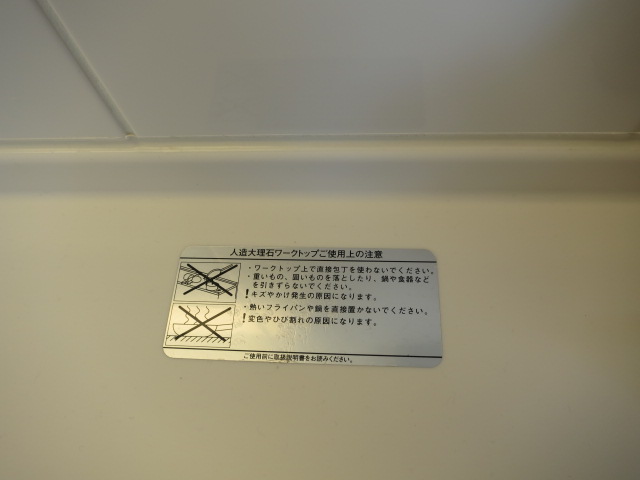 人造大理石ワークトップご使用上の注意
・ワークトップ上で直接包丁を使わないでください。
・重いもの、固いものを落としたり、鍋や食器など
を引きずらないでください。
！キズやかけ発生の原因になります。
・熱いフライパンや鍋を直接置かないでください。
！変色やひび割れの原因になります。
ご使用前に取扱説明書をお読みください。